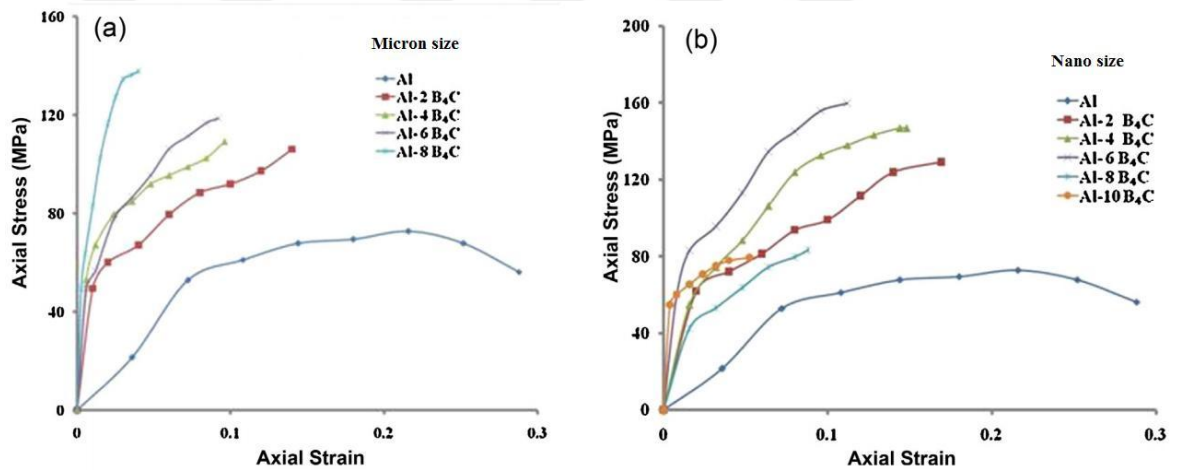 (a)
Micron size
Al
Al-2 B₄C
Al-4 B₄C
Al-6 B₄C
Al-8 B₄C
Axial Stress (MPa)
160
120
80
40
0
0 0.1 0.2 0.3
Axial Strain
(b)
Nano size
Al
Al-2 B₄C
Al-4 B₄C
Al-6 B₄C
Al-8 B₄C
Al-10 B₄C
Axial Stress (MPa)
200
160
120
80
40
0
0 0.1 0.2 0.3
Axial Strain